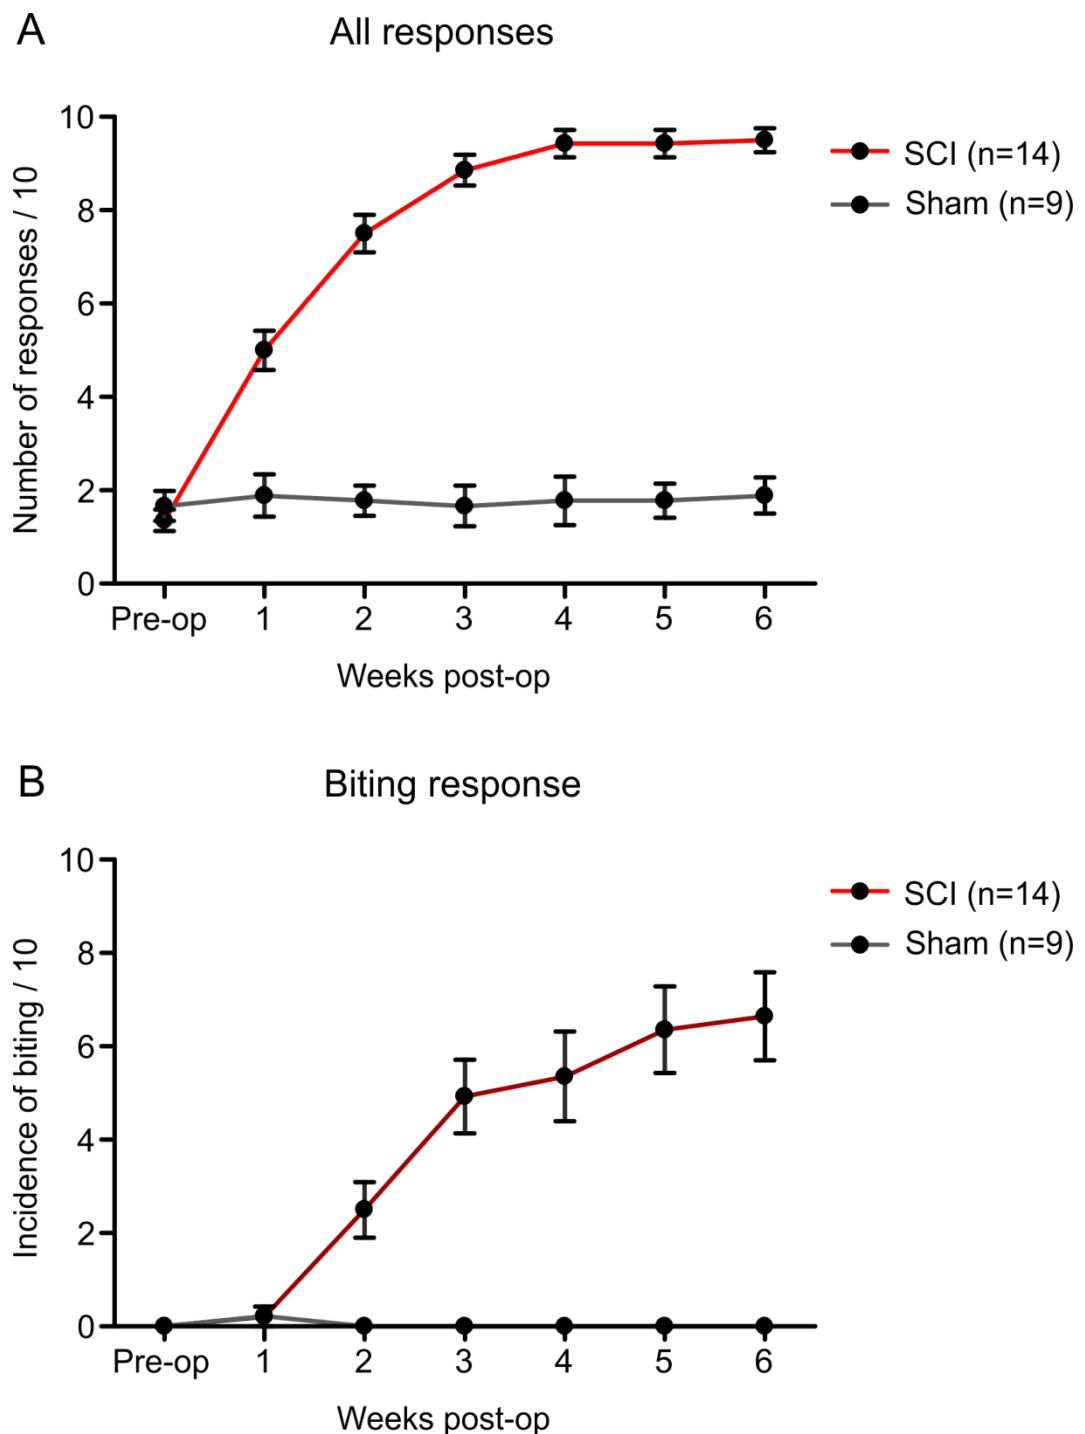 A
All responses
Number of responses / 10
10
8
6
4
2
0
Pre-op 1 2 3 4 5 6
Weeks post-op
SCI (n=14)
Sham (n=9)
B
Biting response
Incidence of biting / 10
10
8
6
4
2
0
Pre-op 1 2 3 4 5 6
Weeks post-op
SCI (n=14)
Sham (n=9)